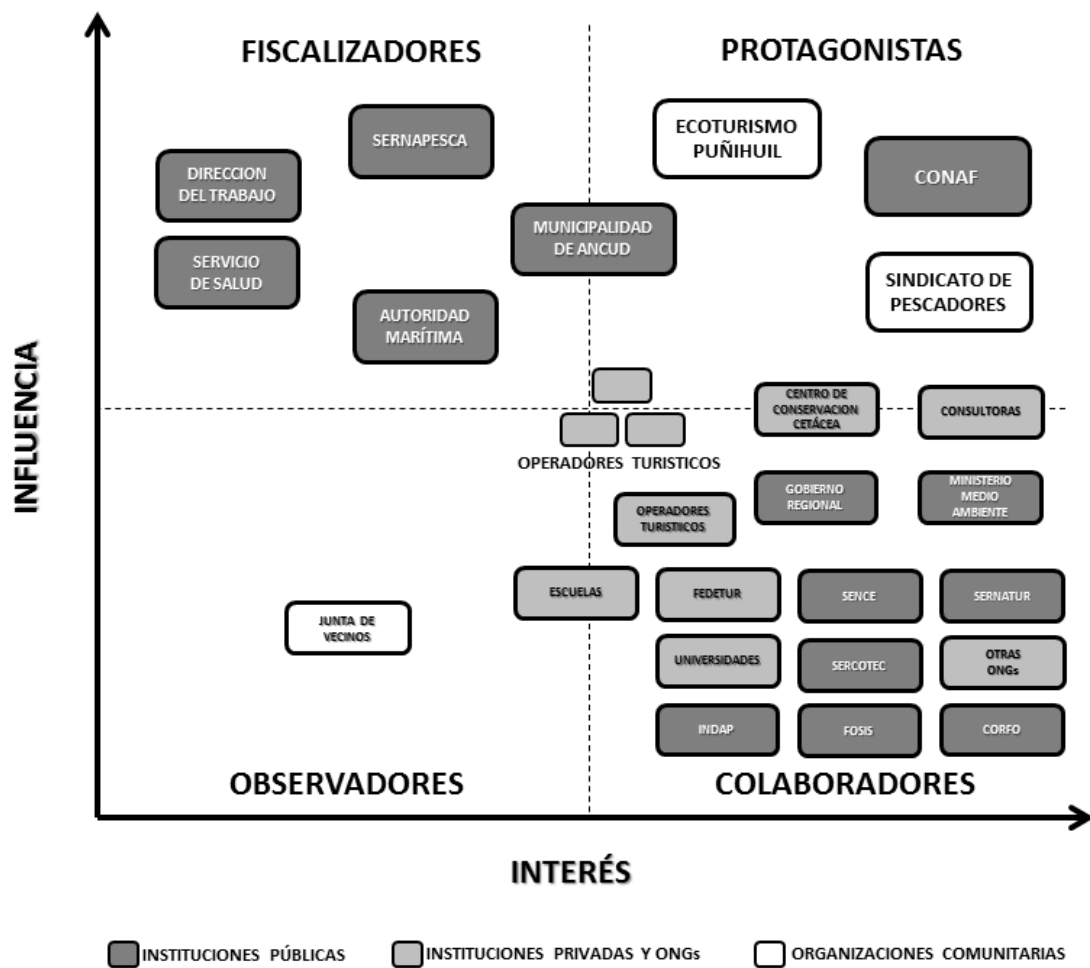 FISCALIZADORES
PROTAGONISTAS
SERNAPESCA
ECOTURISMO
PUÑIHUIL
DIRECCION
DEL TRABAJO
CONAF
MUNICIPALIDAD
DE ANCUD
SERVICIO
DE SALUD
SINDICATO DE
PESCADORES
AUTORIDAD
MARÍTIMA
INFLUENCIA
CENTRO DE
CONSERVACION
CETÁCEA
CONSULTORAS
OPERADORES TURISTICOS
GOBIERNO
REGIONAL
MINISTERIO
MEDIO
AMBIENTE
OPERADORES
TURISTIICOS
ESCUELAS
FEDETUR
SENCE
SERNATUR
JUNTA DE
VECINOS
UNIVERSIDADES
SERCOTEC
OTRAS
ONGs
INDAP
FOSIS
CORFO
OBSERVADORES
COLABORADORES
INTERÉS
INSTITUCIONES PÚBLICAS
INSTITUCIONES PRIVADAS Y ONGs
ORGANIZACIONES COMUNITARIAS